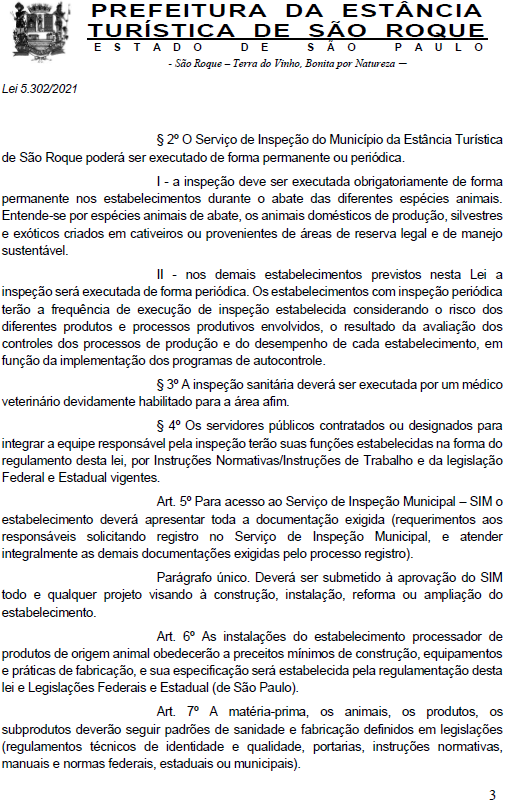 PREFEITURA DA ESTÂNCIA
TURÍSTICA DE SÃO ROQUE
ESTADO DE SÃO PAULO
- São Roque – Terra do Vinho, Bonita por Natureza –
Lei 5.302/2021
§ 2º O Serviço de Inspeção do Município da Estância Turística
de São Roque poderá ser executado de forma permanente ou periódica.
I - a inspeção deve ser executada obrigatoriamente de forma
permanente nos estabelecimentos durante o abate das diferentes espécies animais.
Entende-se por espécies animais de abate, os animais domésticos de produção, silvestres
e exóticos criados em cativeiros ou provenientes de áreas de reserva legal e de manejo
sustentável.
II - nos demais estabelecimentos previstos nesta Lei a
inspeção será executada de forma periódica. Os estabelecimentos com inspeção periódica
terão a frequência de execução de inspeção estabelecida considerando o risco dos
diferentes produtos e processos produtivos envolvidos, o resultado da avaliação dos
controles dos processos de produção e do desempenho de cada estabelecimento, em
função da implementação dos programas de autocontrole.
§ 3º A inspeção sanitária deverá ser executada por um médico
veterinário devidamente habilitado para a área afim.
§ 4º Os servidores públicos contratados ou designados para
integrar a equipe responsável pela inspeção terão suas funções estabelecidas na forma do
regulamento desta lei, por Instruções Normativas/Instruções de Trabalho e da legislação
Federal e Estadual vigentes.
Art. 5º Para acesso ao Serviço de Inspeção Municipal – SIM o
estabelecimento deverá apresentar toda a documentação exigida (requerimentos aos
responsáveis solicitando registro no Serviço de Inspeção Municipal, e atender
integralmente as demais documentações exigidas pelo processo registro).
Parágrafo único. Deverá ser submetido à aprovação do SIM
todo e qualquer projeto visando à construção, instalação, reforma ou ampliação do
estabelecimento.
Art. 6º As instalações do estabelecimento processador de
produtos de origem animal obedecerão a preceitos mínimos de construção, equipamentos
e práticas de fabricação, e sua especificação será estabelecida pela regulamentação desta
lei e Legislações Federais e Estadual (de São Paulo).
Art. 7º A matéria-prima, os animais, os produtos, os
subprodutos deverão seguir padrões de sanidade e fabricação definidos em legislações
(regulamentos técnicos de identidade e qualidade, portarias, instruções normativas,
manuais e normas federais, estaduais ou municipais).
3